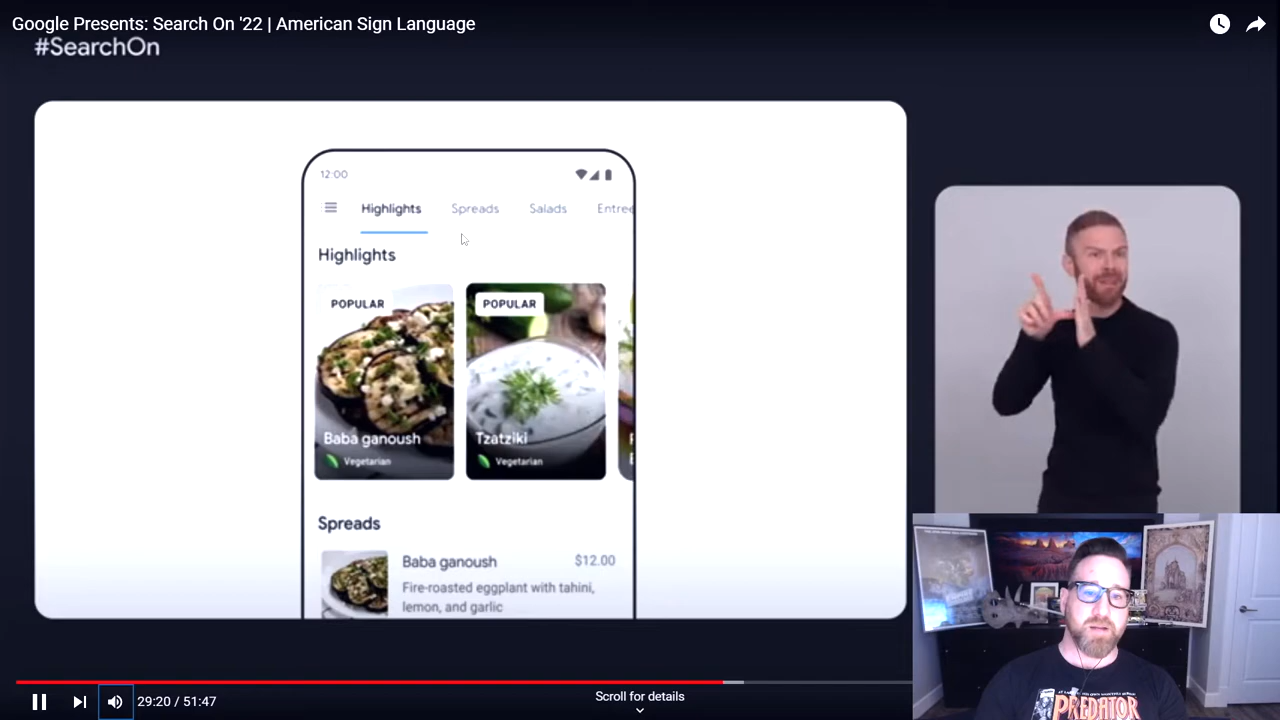 Google Presents: Search On '22 | American Sign Language
#SearchOn
12:00
Highlights Spreads Salads Entree
Highlights
POPULAR POPULAR
Baba ganoush Tzatziki
Vegetarian Vegetarian
Spreads
Baba ganoush $12.00
Fire-roasted eggplant with tahini,
lemon, and garlic
PREDATOR
29:20 / 51:47
Scroll for details